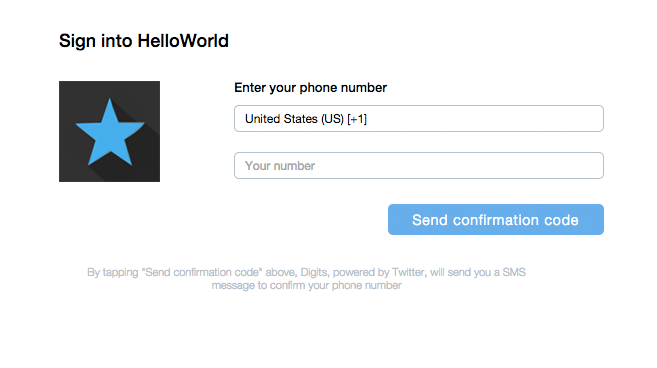 Sign into HelloWorld
Enter your phone number
United States (US) [+1]
Your number
Send confirmation code
By tapping "Send confirmation code" above, Digits, powered by Twitter, will send you a SMS
message to confirm your phone number